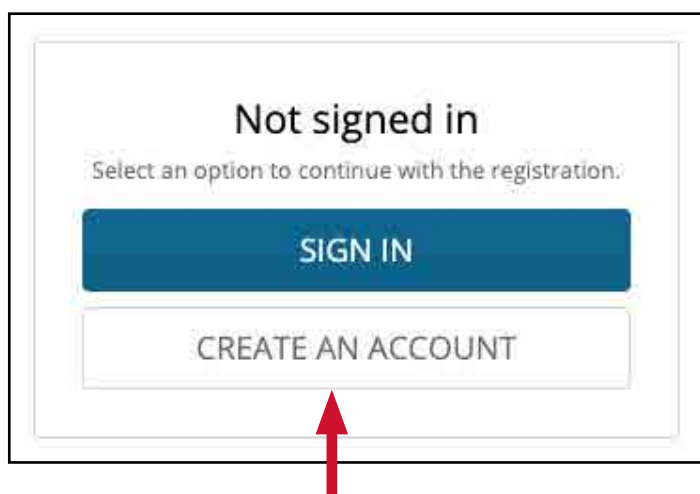 Not signed in
Select an option to continue with the registration.
SIGN IN
CREATE AN ACCOUNT